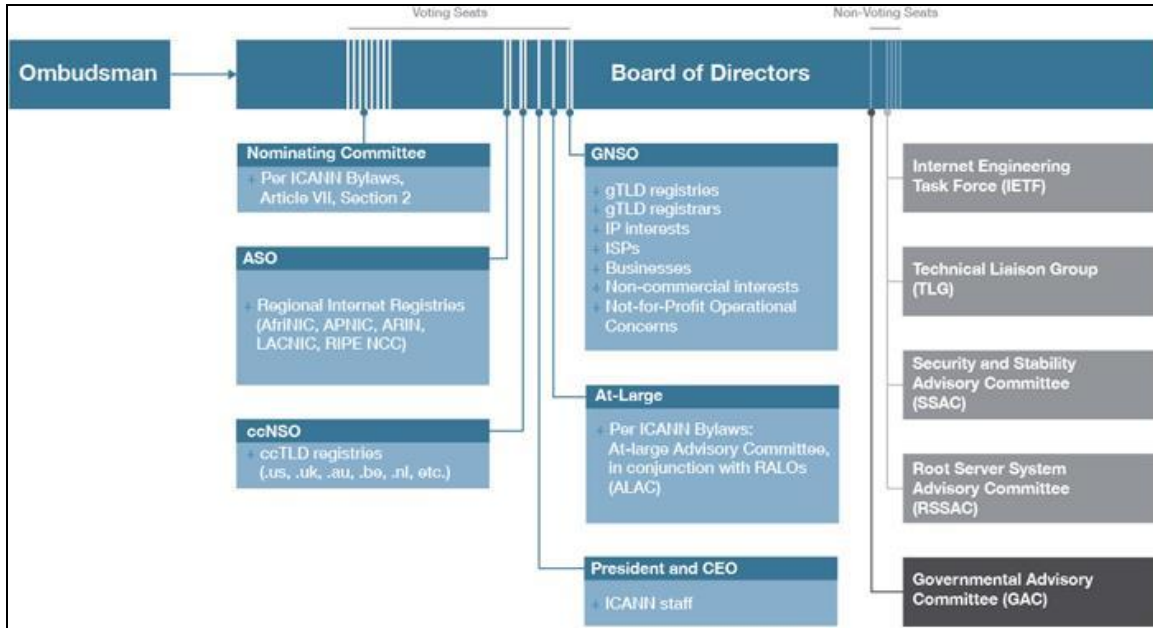 Voting Seats
Non-Voting Seats
Ombudsman
Board of Directors
Nominating Committee
+ Per ICANN Bylaws,
Article VII, Section 2
ASO
+ Regional Internet Registries
(AfriNIC, APNIC, ARIN,
LACNIC, RIPE NCC)
ccNSO
+ ccTLD registries
(.us, .uk, .au, .be, .nl, etc.)
GNSO
+ gTLD registries
+ gTLD registrars
+ IP interests
+ ISPs
+ Businesses
+ Non-commercial interests
+ Not-for-Profit Operational
Concerns
At-Large
+ Per ICANN Bylaws:
At-large Advisory Committee,
in conjunction with RALOs
(ALAC)
President and CEO
+ ICANN staff
Internet Engineering
Task Force (IETF)
Technical Liaison Group
(TLG)
Security and Stability
Advisory Committee
(SSAC)
Root Server System
Advisory Committee
(RSSAC)
Governmental Advisory
Committee (GAC)